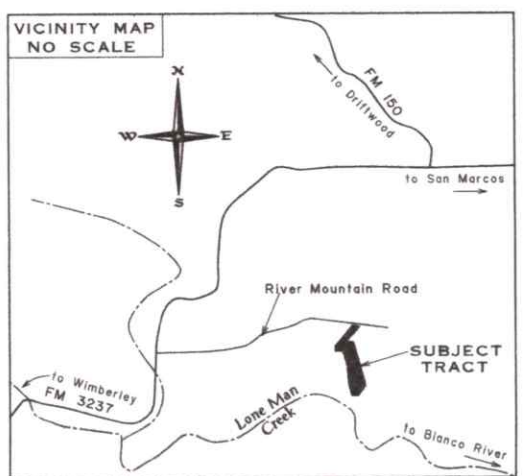 VICINITY MAP
NO SCALE
N
W E
S
FM 150
to Driftwood
to San Marcos
River Mountain Road
SUBJECT
TRACT
to Wimberley
FM 3237
Lone Man
Creek
to Blanco River